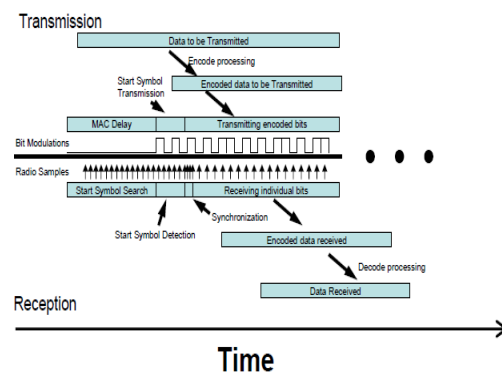 Transmission
Data to be Transmitted
Encode processing
Start Symbol
Transmission
Encoded data to be Transmitted
MAC Delay
Transmitting encoded bits
Bit Modulations
Radio Samples
Start Symbol Search
Receiving individual bits
Synchronization
Start Symbol Detection
Encoded data received
Decode processing
Data Received
Reception
Time